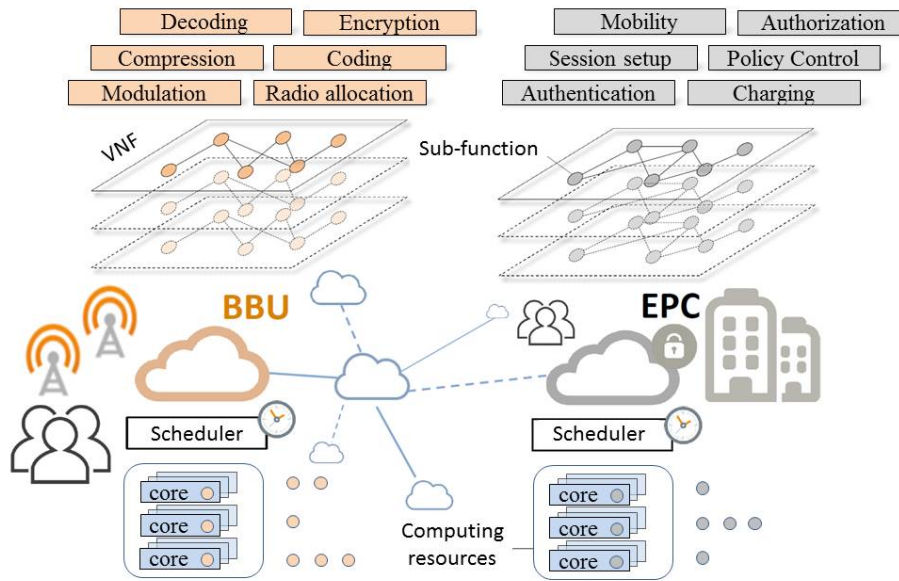 Decoding
Encryption
Mobility
Authorization
Compression
Coding
Session setup
Policy Control
Modulation
Radio allocation
Authentication
Charging
VNF
Sub-function
BBU
EPC
Scheduler
Scheduler
core
core
core
Computing
resources
core
core
core